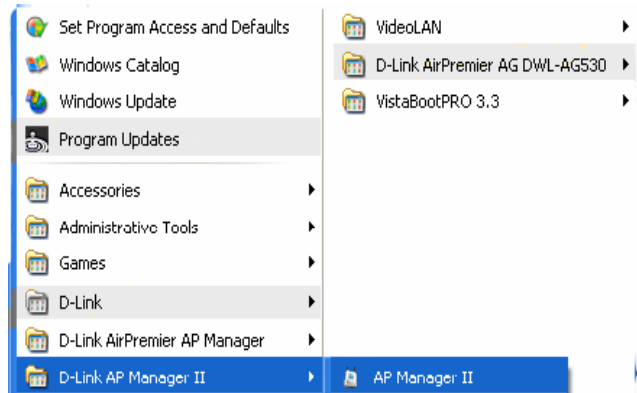 Set Program Access and Defaults
Windows Catalog
Windows Update
Program Updates
Accessories
Administrative Tools
Games
D-Link
D-Link AirPremier AP Manager
D-Link AP Manager II
VideoLAN
D-Link AirPremier AG DWL-AG530
VistaBootPRO 3.3
AP Manager II